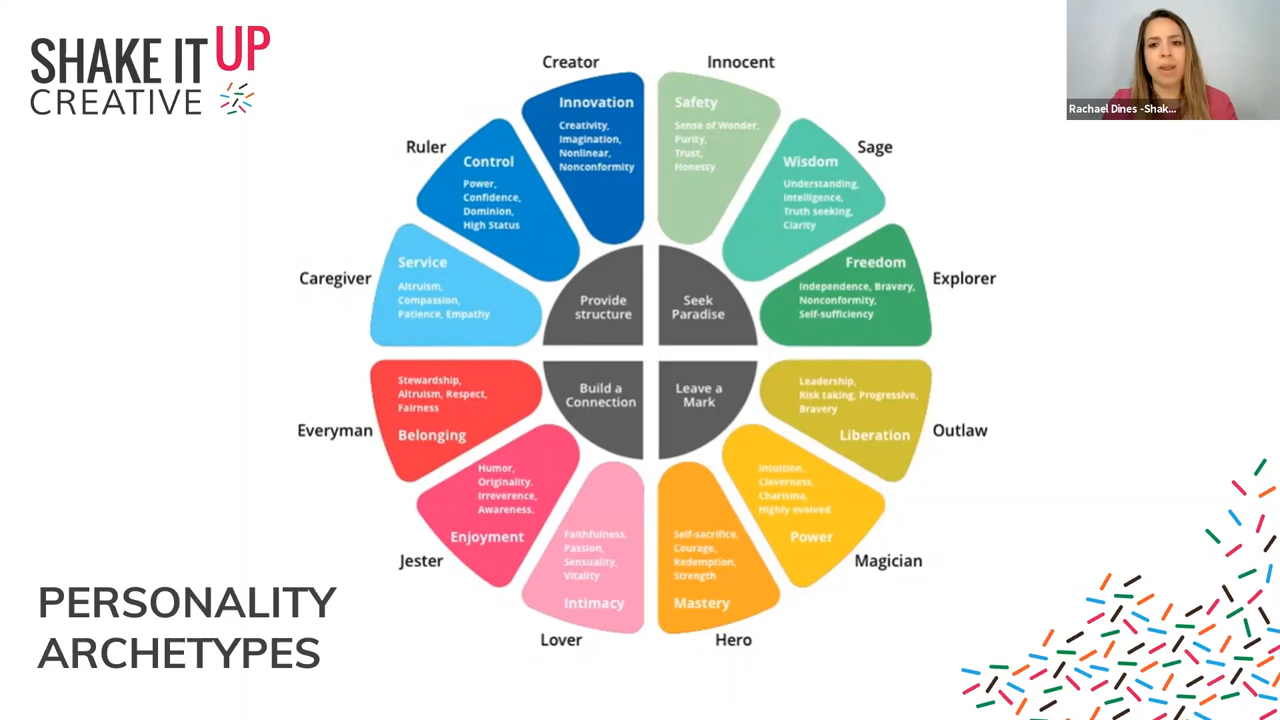 SHAKE IT UP
CREATIVE
Rachael Dines -Shak...
Creator
Innovation
Creativity,
Imagination,
Nonlinear,
Nonconformity
Innocent
Safety
Sense of Wonder,
Purity,
Trust,
Honesty
Ruler
Control
Power,
Confidence,
Dominion,
High Status
Sage
Wisdom
Understanding,
Intelligence,
Truth seeking,
Clarity
Caregiver
Service
Altruism,
Compassion,
Patience, Empathy
Explorer
Freedom
Independence, Bravery,
Nonconformity,
Self-sufficiency
Provide
structure
Seek
Paradise
Build a
Connection
Leave a
Mark
Everyman
Stewardship,
Altruism, Respect,
Fairness
Belonging
Outlaw
Leadership,
Risk taking, Progressive,
Bravery
Liberation
Jester
Humor,
Originality.
Irreverence,
Awareness.
Enjoyment
Magician
Intuition,
Cleverness,
Charisma,
Highly evolved
Power
Lover
Faithfulness,
Passion,
Sensuality,
Vitality
Intimacy
Hero
Self-sacrifice,
Courage,
Redemption,
Strength
Mastery
PERSONALITY
ARCHETYPES